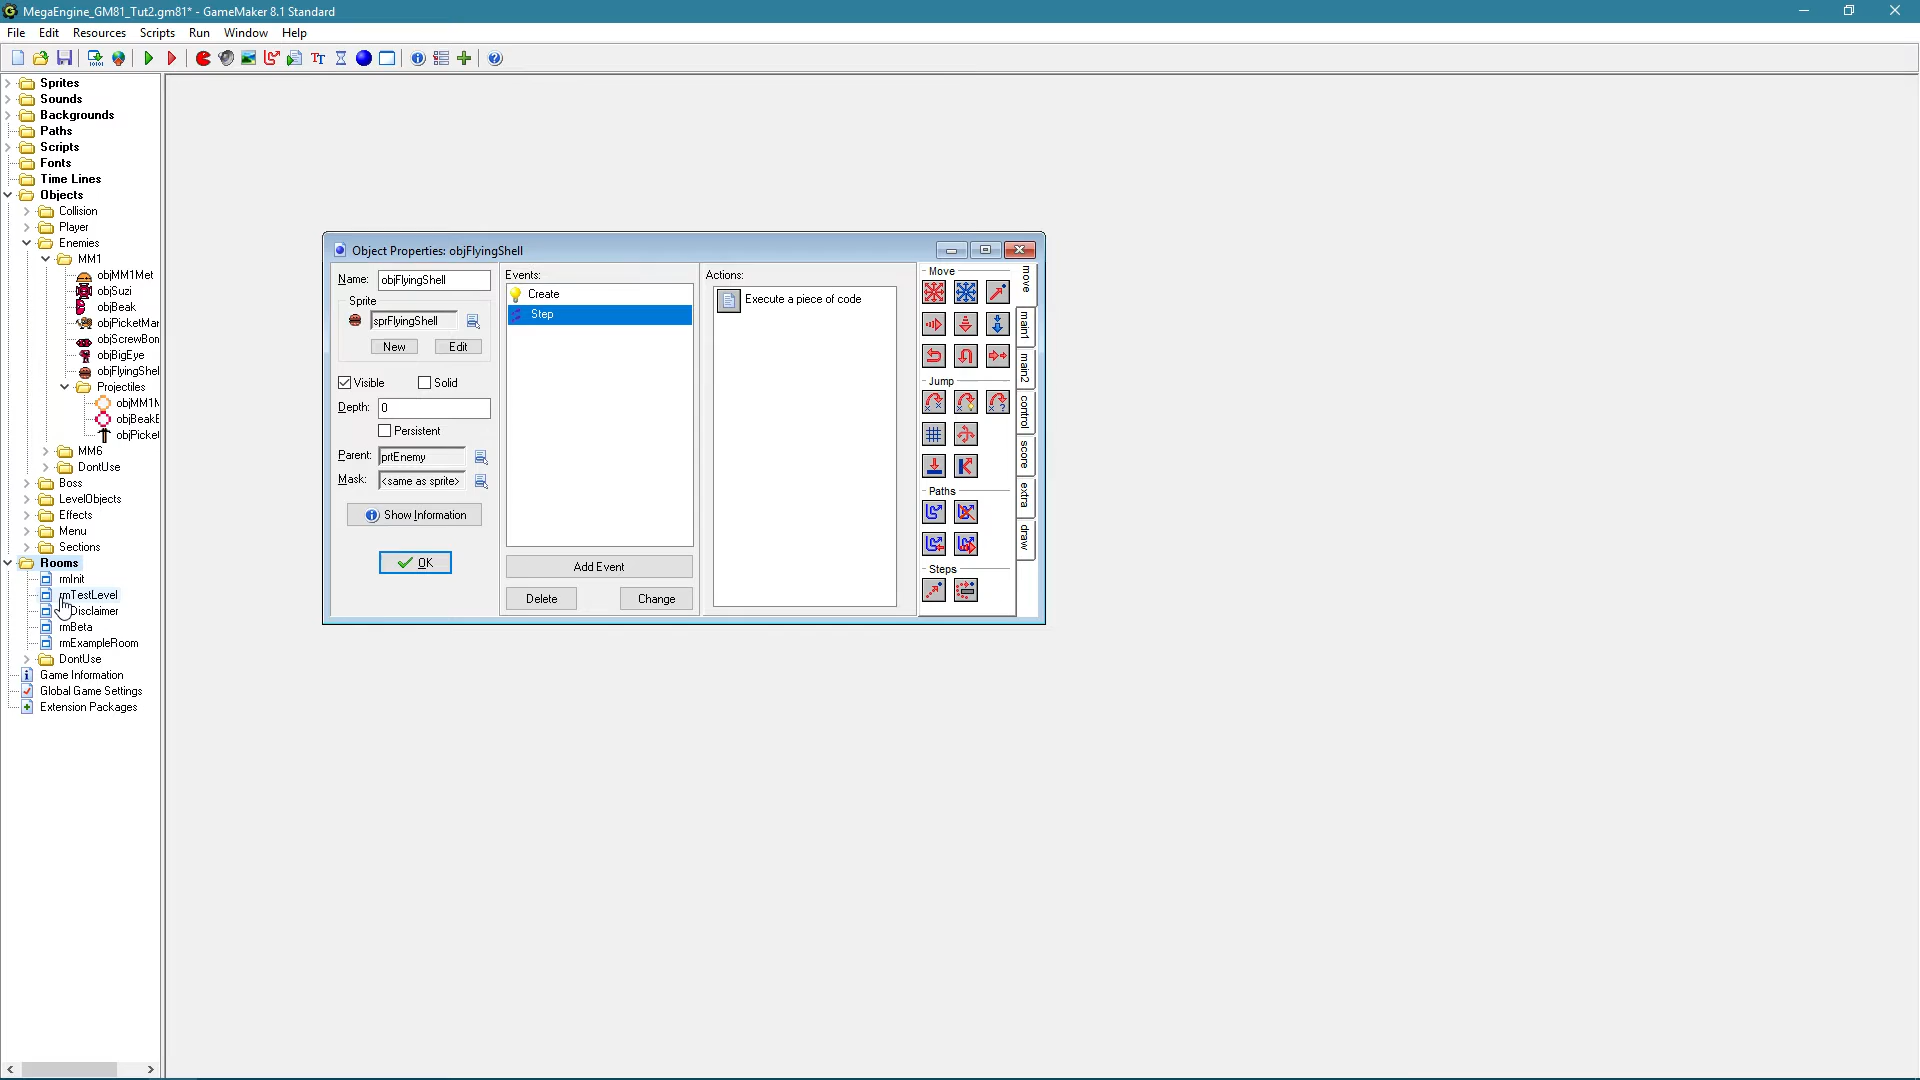 MegaEngine_GM81_Tut2.gm81* - GameMaker 8.1 Standard
File Edit Resources Scripts Run Window Help
Sprites
Sounds
Backgrounds
Paths
Scripts
Fonts
Time Lines
Objects
Collision
Player
Enemies
MM1
objMM1Met
objSuzi
objBeak
objPicketMar
objScrewBon
objBigEye
objFlyingShel
Projectiles
objMM1M
objBeakB
objPicket
MM6
DontUse
Boss
LevelObjects
Effects
Menu
Sections
Rooms
rmInit
rmTestLevel
Disclaimer
rmBeta
rmExampleRoom
DontUse
Game Information
Global Game Settings
Extension Packages
Object Properties: objFlyingShell
Name: objFlyingShell
Sprite
sprFlyingShell
New Edit
Visible Solid
Depth: 0
Persistent
Parent: prtEnemy
Mask: <same as sprite>
Show Information
OK
Events:
Create
Step
Add Event
Delete Change
Actions:
Execute a piece of code
Move
Jump
Paths
Steps
move
main1
main2
control
score
extra
draw